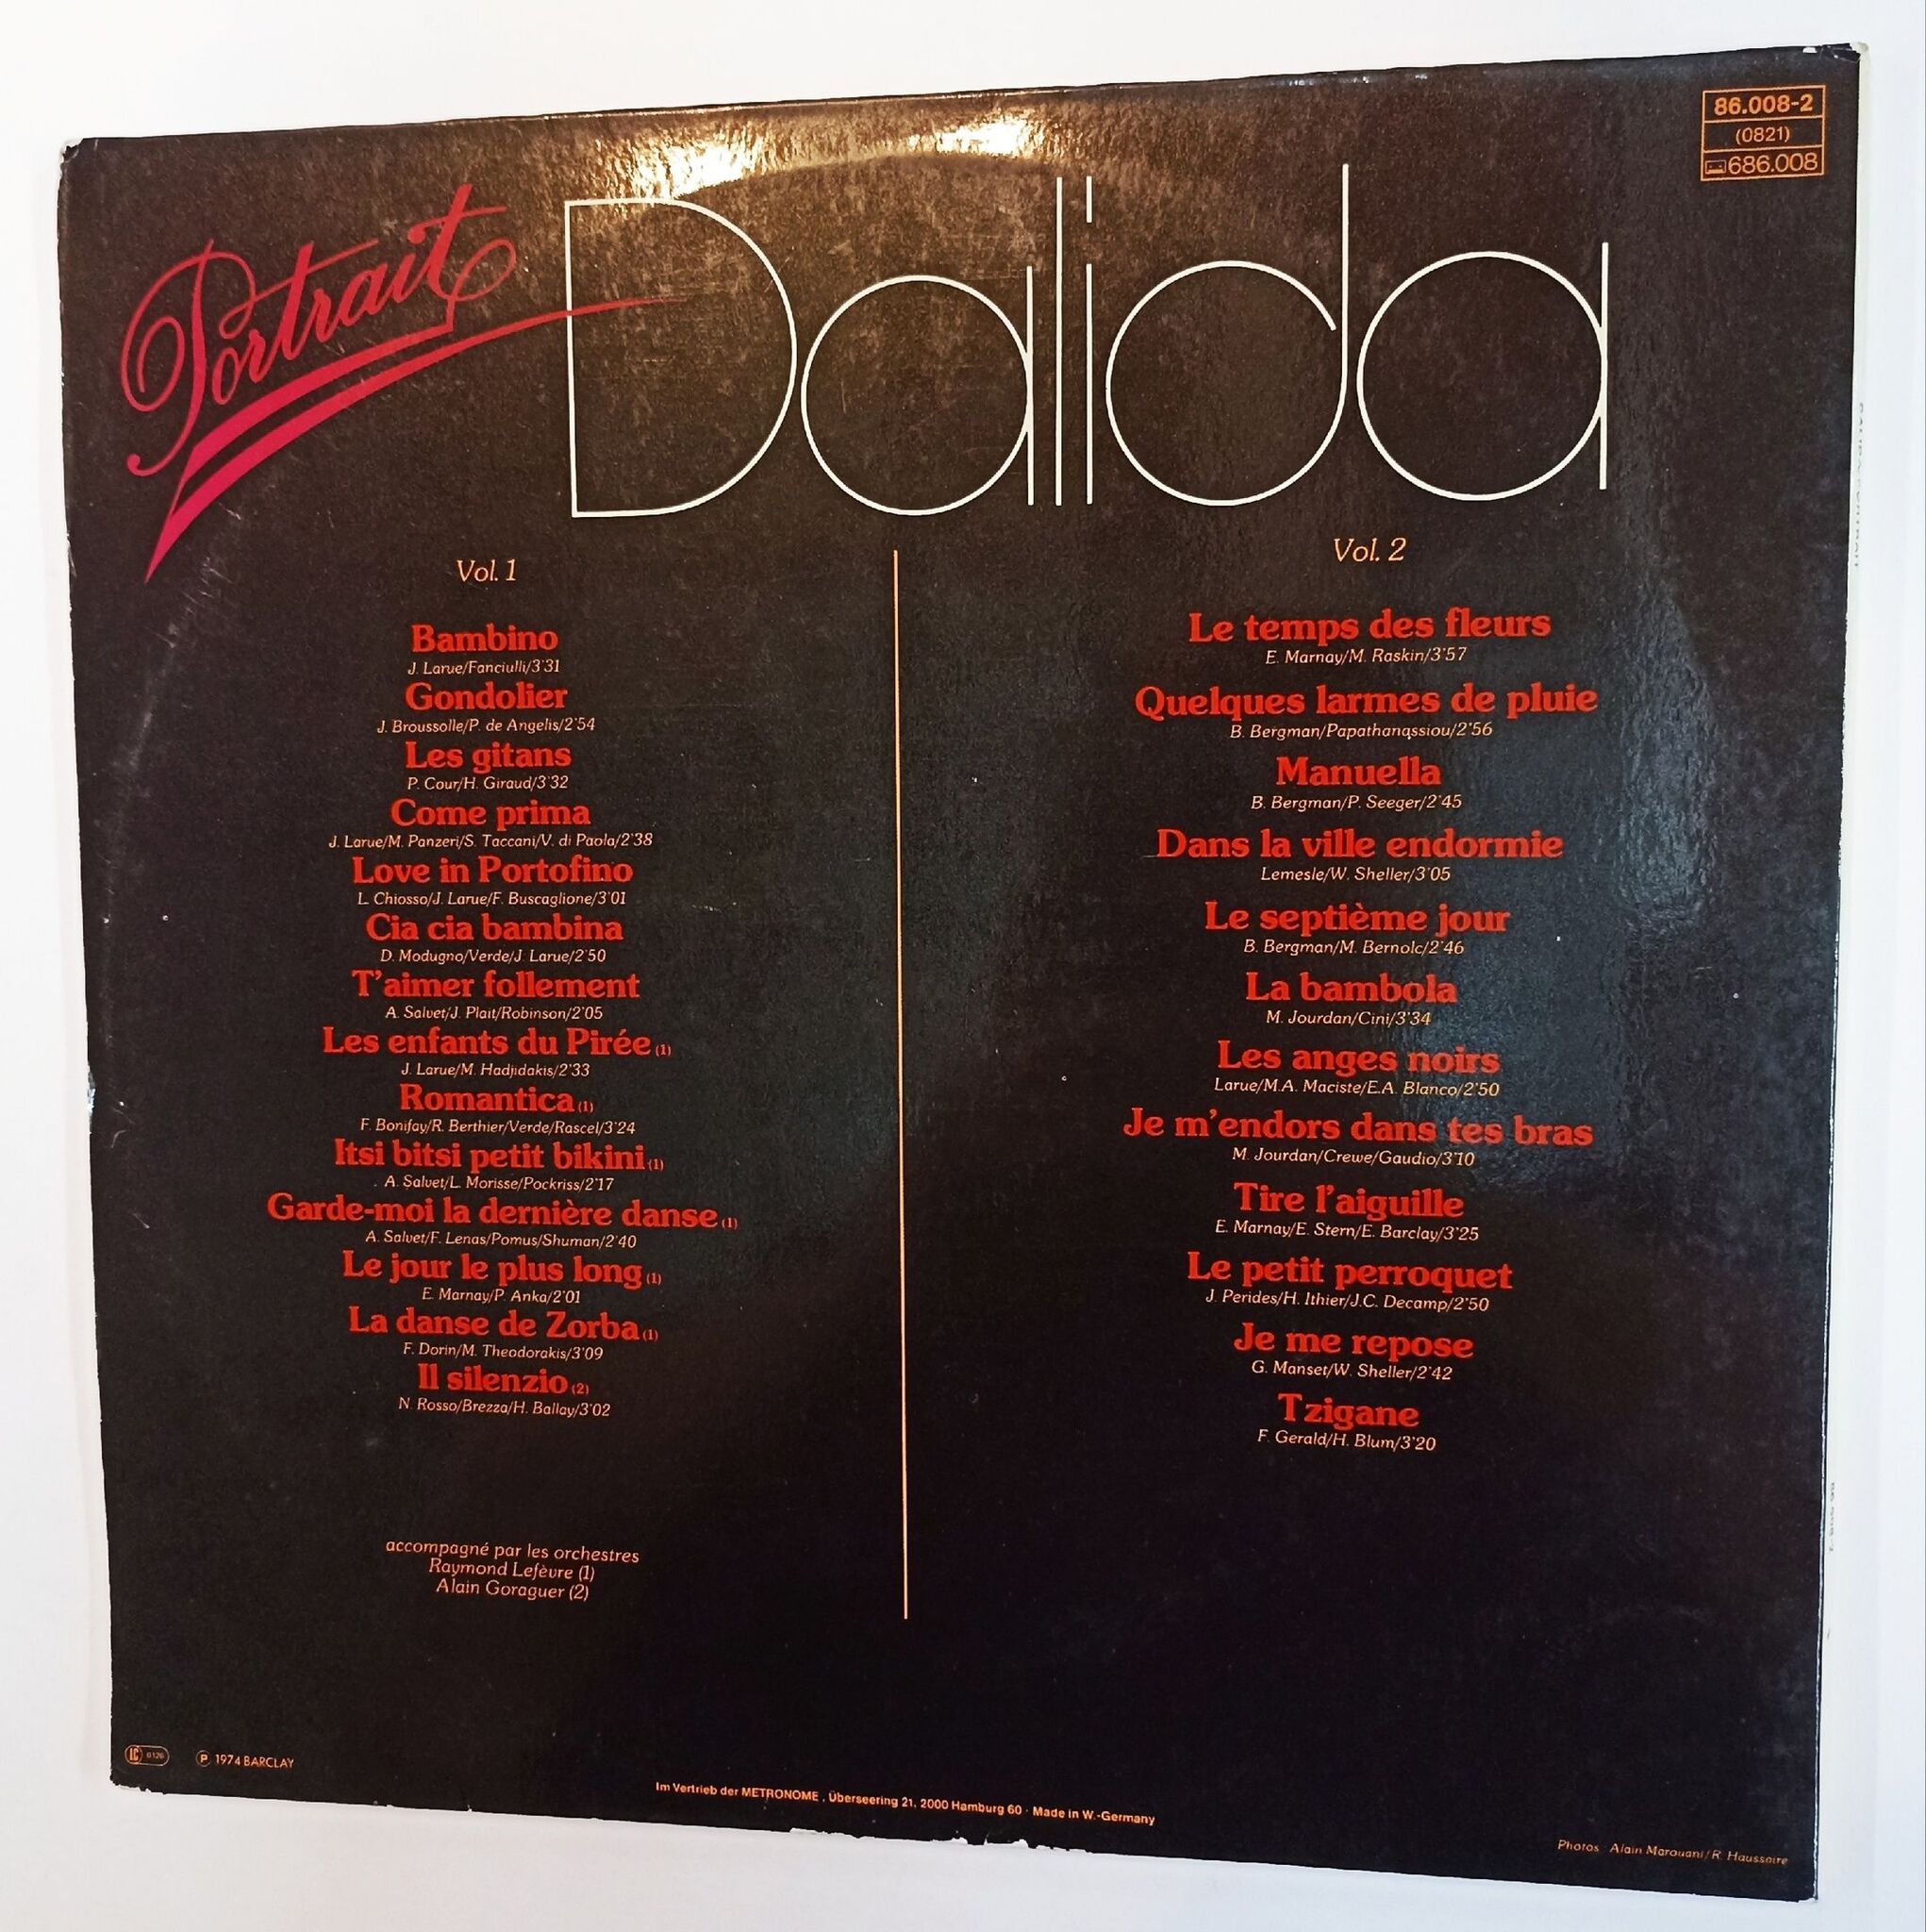 86.008-2
(0821)
686.008
Portrait
Dalida
Vol. 1
Bambino
J. Larue/Fanciulli/3'31
Gondolier
J. Broussolle/P. de Angelis/2'54
Les gitans
P. Cour/H. Giraud/3'32
Come prima
J. Larue/M. Panzeri/S. Taccani/V. di Paola/2'38
Love in Portofino
L. Chiosso/J. Larue/F. Buscaglione/3'01
Cia cia bambina
D. Modugno/Verde/J. Larue/2'50
T'aimer follement
A. Salvet/J. Plait/Robinson/2'05
Les enfants du Pirée (1)
J. Larue/M. Hadjidakis/2'33
Romantica (1)
F. Bonifay/R. Berthier/Verde/Rascel/3'24
Itsi bitsi petit bikini (1)
A. Salvet/L. Morisse/Pockriss/2'17
Garde-moi la dernière danse (1)
A. Salvet/F. Lenas/Pomus/Shuman/2'40
Le jour le plus long (1)
E. Marnay/P. Anka/2'01
La danse de Zorba (1)
F. Dorin/M. Theodorakis/3'09
Il silenzio (2)
N. Rosso/Brezza/H. Ballay/3'02
accompagné par les orchestres
Raymond Lefèvre (1)
Alain Goraguer (2)
Vol. 2
Le temps des fleurs
E. Marnay/M. Raskin/3'57
Quelques larmes de pluie
B. Bergman/Papathanassiou/2'56
Manuella
B. Bergman/P. Seeger/2'45
Dans la ville endormie
Lemesle/W. Sheller/3'05
Le septième jour
B. Bergman/M. Bernolc/2'46
La bambola
M. Jourdan/Cini/3'34
Les anges noirs
Larue/M.A. Maciste/E.A. Blanco/2'50
Je m'endors dans tes bras
M. Jourdan/Crewe/Gaudio/3'10
Tire l'aiguille
E. Marnay/E. Stern/E. Barclay/3'25
Le petit perroquet
J. Perides/H. Ithier/J.C. Decamp/2'50
Je me repose
G. Manset/W. Sheller/2'42
Tzigane
F. Gerald/H. Blum/3'20
LC 0126
℗ 1974 BARCLAY
Im Vertrieb der METRONOME, Überseering 21, 2000 Hamburg 60 · Made in W.-Germany
Photos · Alain Marouani / R. Haussaire